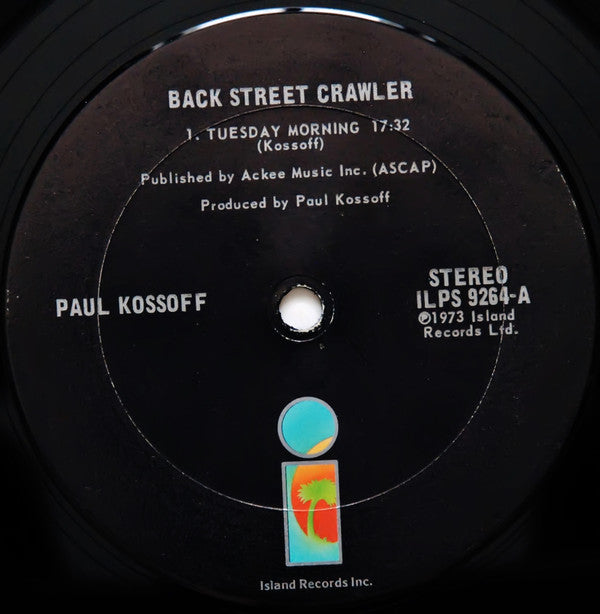 BACK STREET CRAWLER
1. TUESDAY MORNING 17:32
(Kossoff)
Published by Ackee Music Inc. (ASCAP)
Produced by Paul Kossoff
PAUL KOSSOFF
STEREO
ILPS 9264-A
℗1973 Island
Records Ltd.
i
Island Records Inc.